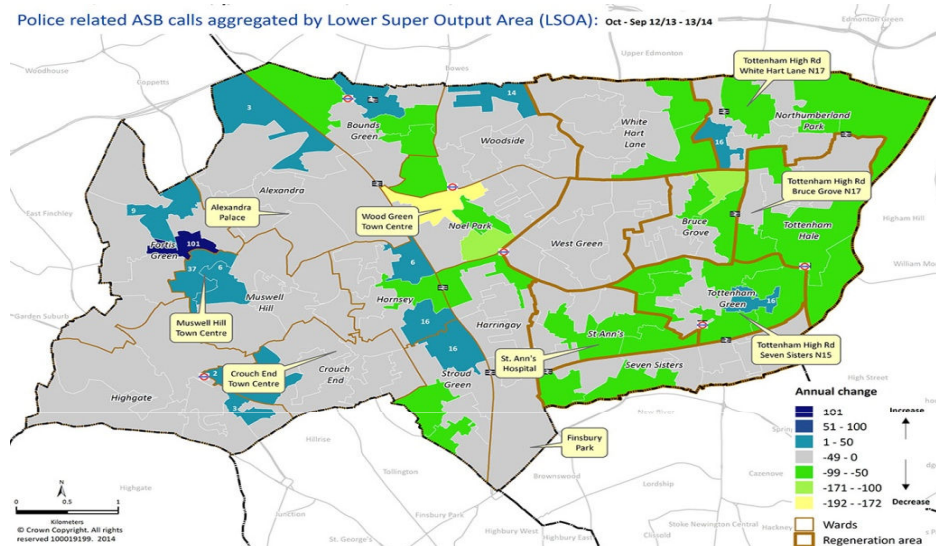 Police related ASB calls aggregated by Lower Super Output Area (LSOA): Oct - Sep 12/13 - 13/14
Edmonton Green
Woodhouse
Coppetts
Bowes
Upper Edmonton
Tottenham High Rd
White Hart Lane N17
3
14
Bounds
Green
Woodside
White
Hart
Lane
Northumberland
Park
16
Alexandra
Tottenham High Rd
Bruce Grove N17
East Finchley
9
Alexandra
Palace
Wood Green
Town Centre
Noel Park
West Green
Bruce
Grove
Tottenham
Hale
Higham Hill
Fortis
Green
101
37
6
6
Muswell
Hill
Hornsey
Tottenham
Green
16
Garden Suburb
Muswell Hill
Town Centre
16
Harringay
St Ann's
Crouch End
Town Centre
16
St. Ann's
Hospital
Tottenham High Rd
Seven Sisters N15
2
Crouch
End
Stroud
Green
Seven Sisters
Highgate
3
High Street
Annual change
101
51 - 100
1 - 50
-49 - 0
-99 - -50
-171 - -100
-192 - -172
Increase
Decrease
Wards
Regeneration area
Finsbury
Park
Hillrise
Tollington
Brownswood
Lordship
Cazenove
Highgate
N
1
0.5
0
1
Kilometers
© Crown Copyright. All rights
reserved 100019199. 2014
Junction
St. George's
Finsbury Park
Highbury West
Highbury East
Clissold
Stoke Newington Central
Hackney